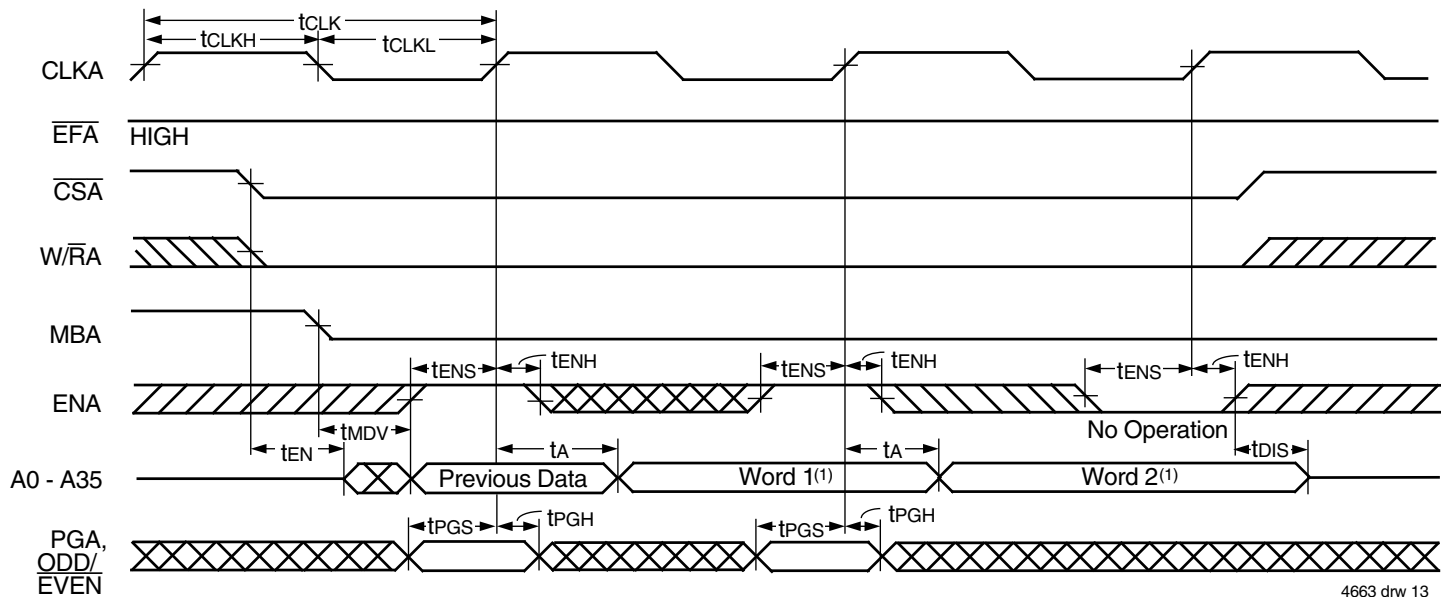 tCLK
tCLKH tCLKL
CLKA
EFA HIGH
CSA
W/RA
MBA
tENS tENH tENS tENH tENS tENH
ENA
No Operation
tMDV
tEN tA tA tDIS
A0 - A35 Previous Data Word 1(1) Word 2(1)
tPGS tPGH tPGS tPGH
PGA,
ODD/
EVEN
4663 drw 13